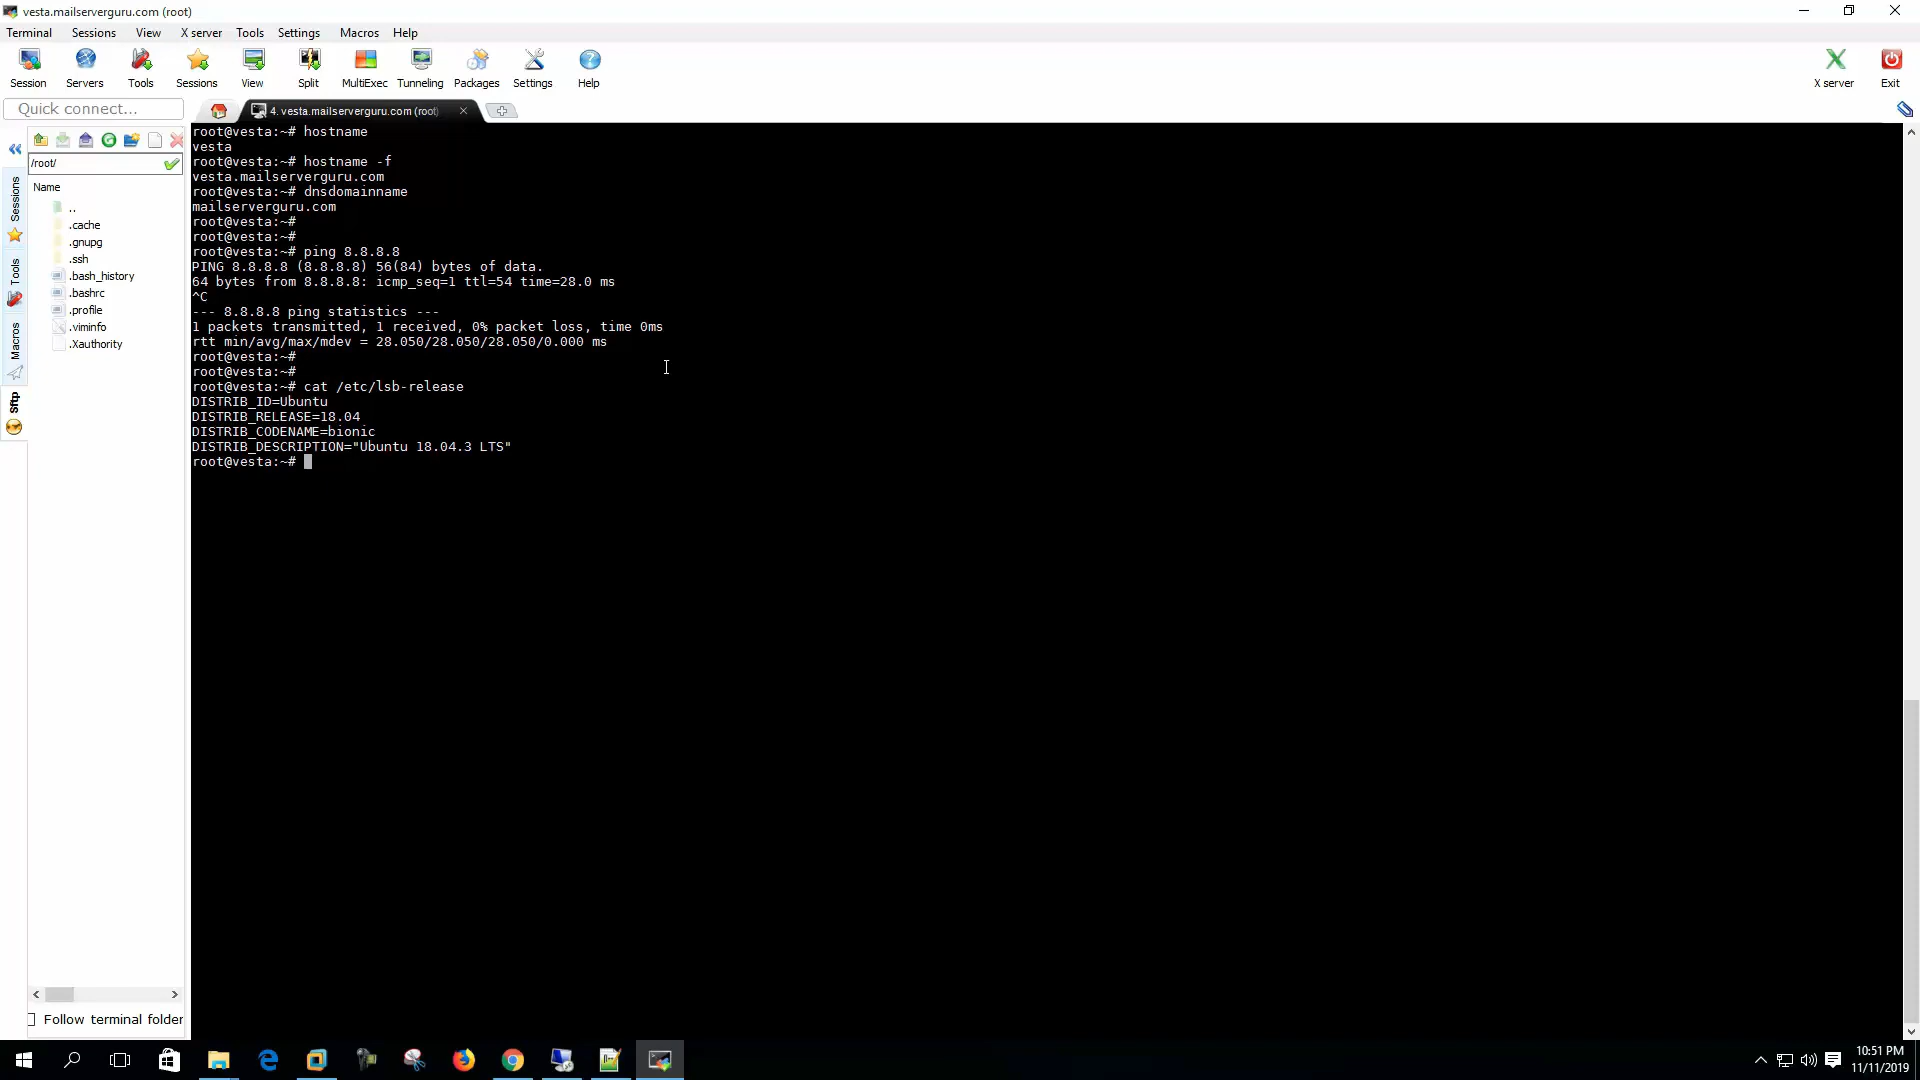 vesta.mailserverguru.com (root)
Terminal Sessions View X server Tools Settings Macros Help
Session Servers Tools Sessions View Split MultiExec Tunneling Packages Settings Help X server Exit
Quick connect...
4. vesta.mailserverguru.com (root)
/root/
Name
..
.cache
.gnupg
.ssh
.bash_history
.bashrc
.profile
.viminfo
.Xauthority
Sessions
Tools
Macros
Sftp
Follow terminal folder
root@vesta:~# hostname
vesta
root@vesta:~# hostname -f
vesta.mailserverguru.com
root@vesta:~# dnsdomainname
mailserverguru.com
root@vesta:~#
root@vesta:~#
root@vesta:~# ping 8.8.8.8
PING 8.8.8.8 (8.8.8.8) 56(84) bytes of data.
64 bytes from 8.8.8.8: icmp_seq=1 ttl=54 time=28.0 ms
^C
--- 8.8.8.8 ping statistics ---
1 packets transmitted, 1 received, 0% packet loss, time 0ms
rtt min/avg/max/mdev = 28.050/28.050/28.050/0.000 ms
root@vesta:~#
root@vesta:~#
root@vesta:~# cat /etc/lsb-release
DISTRIB_ID=Ubuntu
DISTRIB_RELEASE=18.04
DISTRIB_CODENAME=bionic
DISTRIB_DESCRIPTION="Ubuntu 18.04.3 LTS"
root@vesta:~#
10:51 PM
11/11/2019